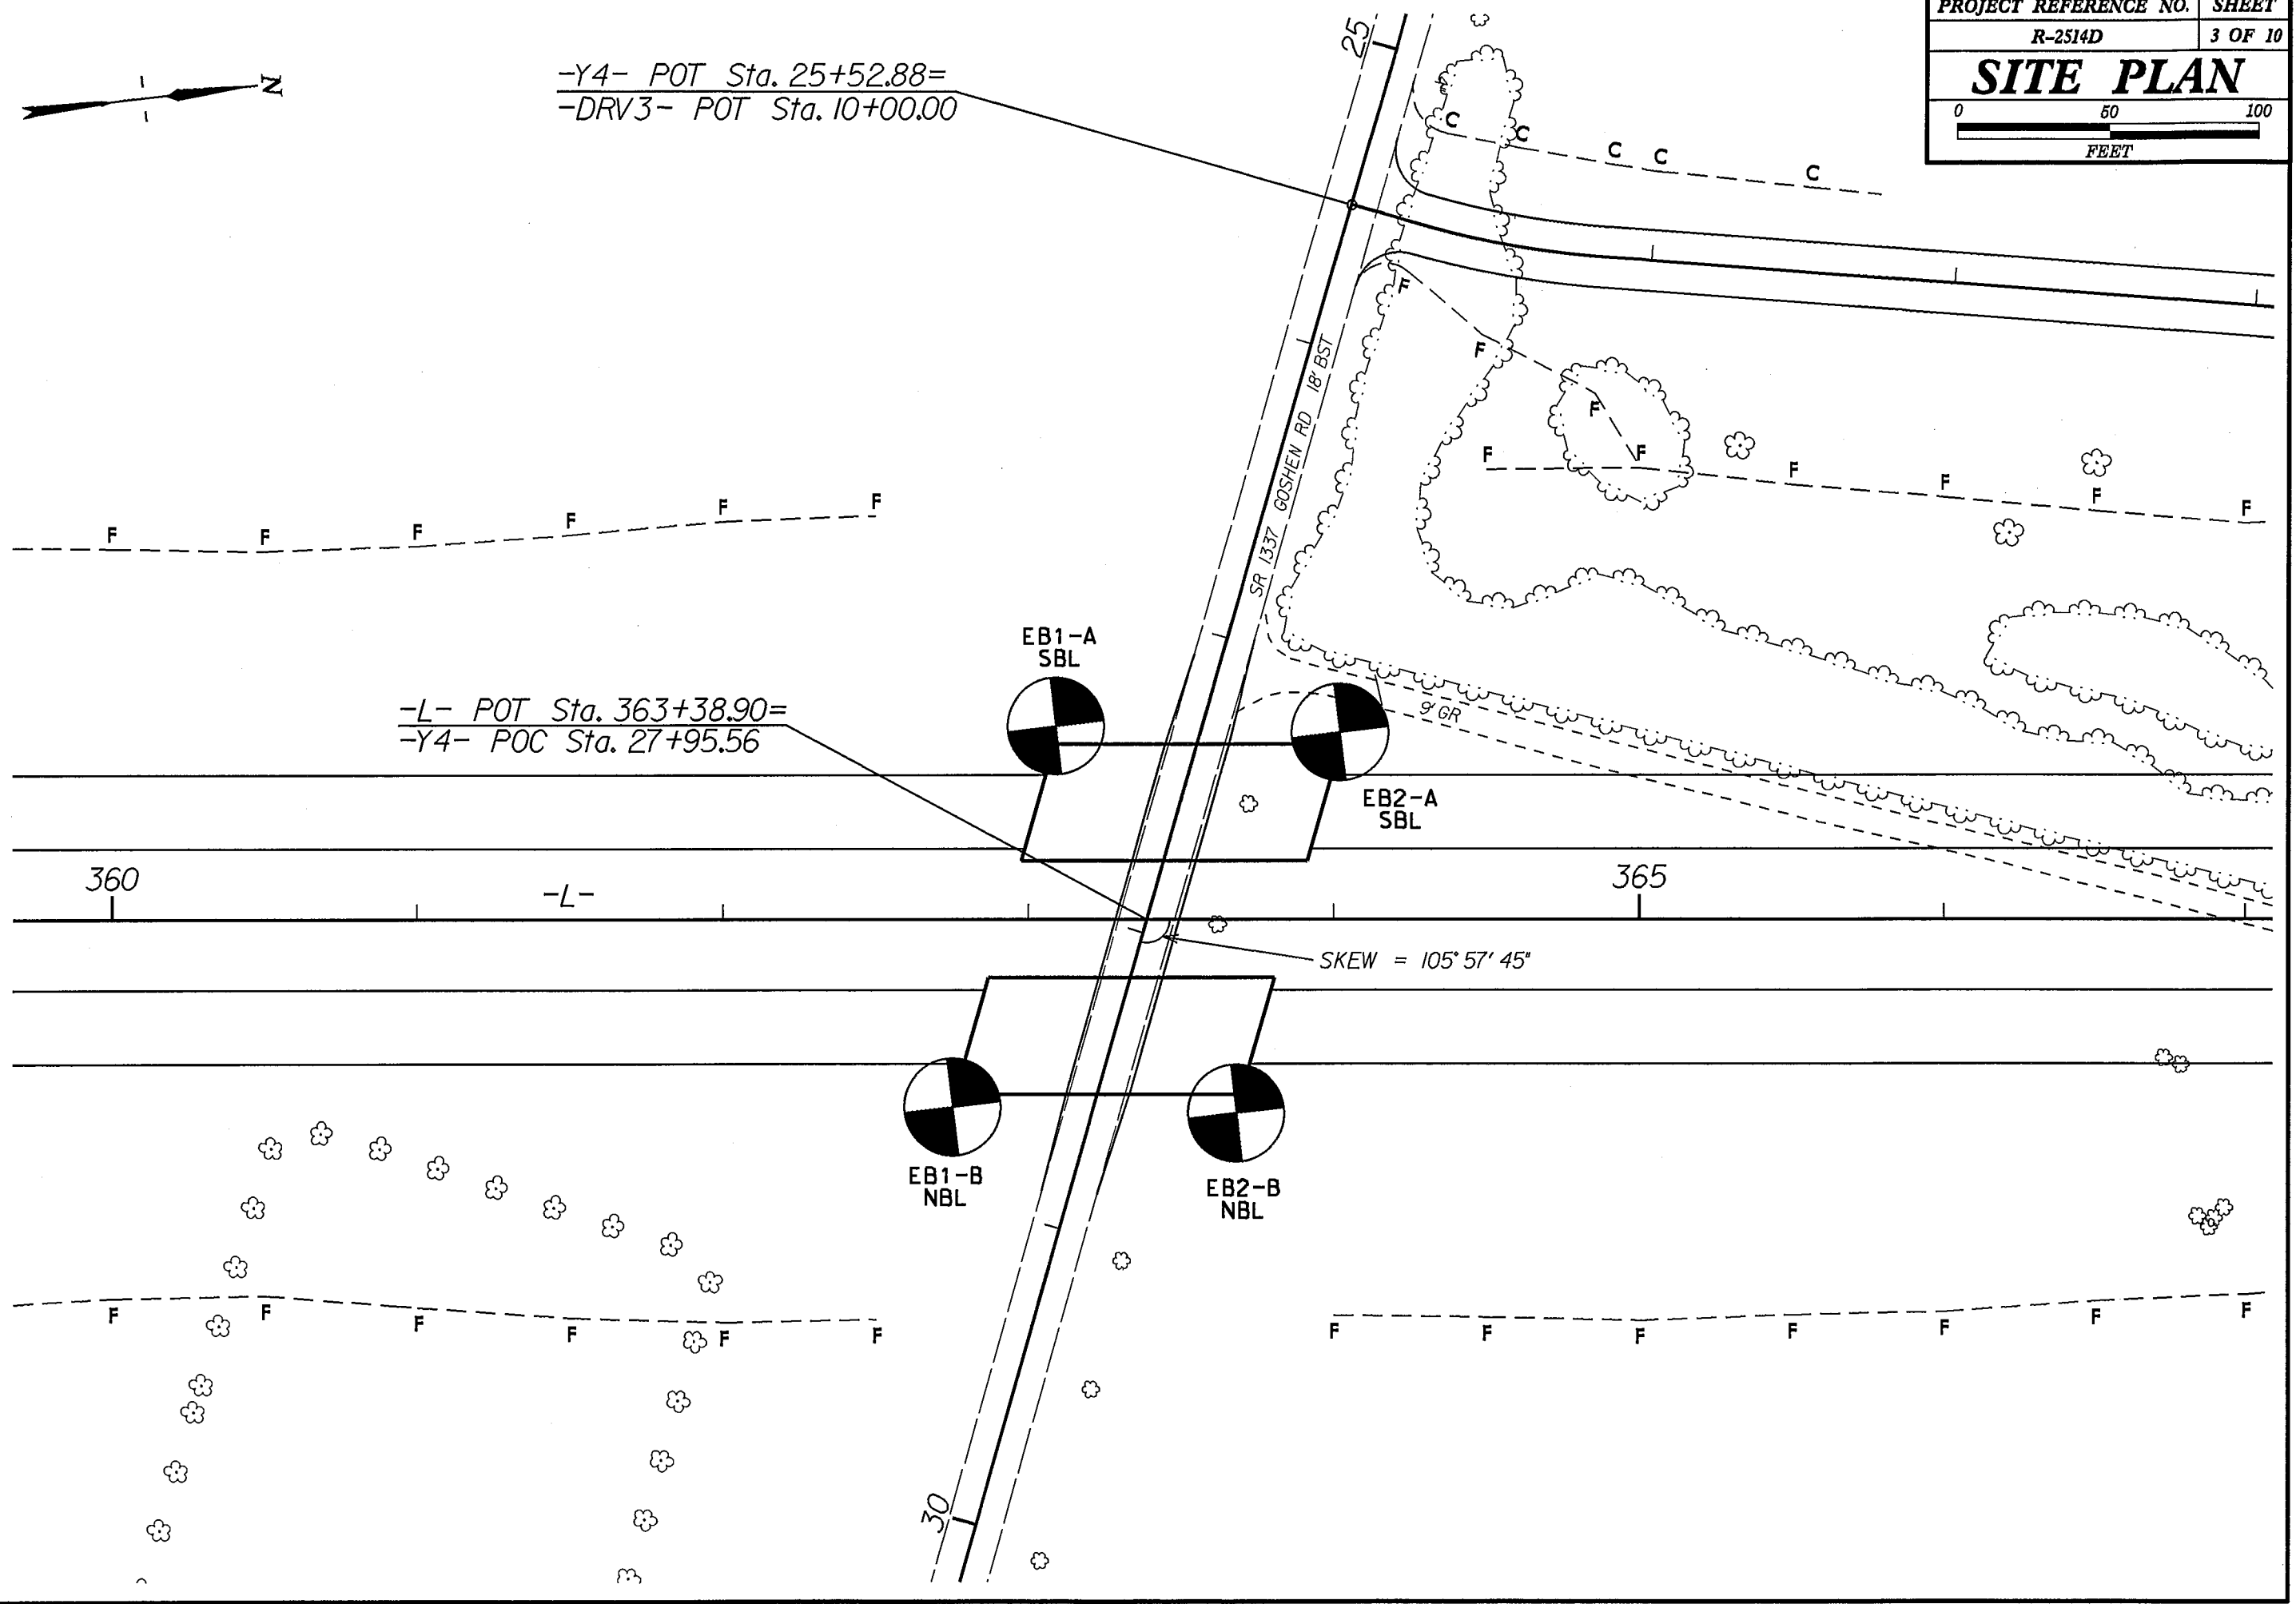 PROJECT REFERENCE NO. SHEET
R-2514D 3 OF 10
SITE PLAN
0 50 100
FEET
N
25
-Y4- POT Sta. 25+52.88=
-DRV3- POT Sta. 10+00.00
C C C C C
F
F
F
F F F F F F
F F F F F F
SR 1337 GOSHEN RD 18' BST
EB1-A
SBL
-L- POT Sta. 363+38.90=
-Y4- POC Sta. 27+95.56
9' GR
EB2-A
SBL
360
-L-
365
SKEW = 105° 57' 45"
EB1-B
NBL
EB2-B
NBL
F F F F F F
F F F F F F F
30